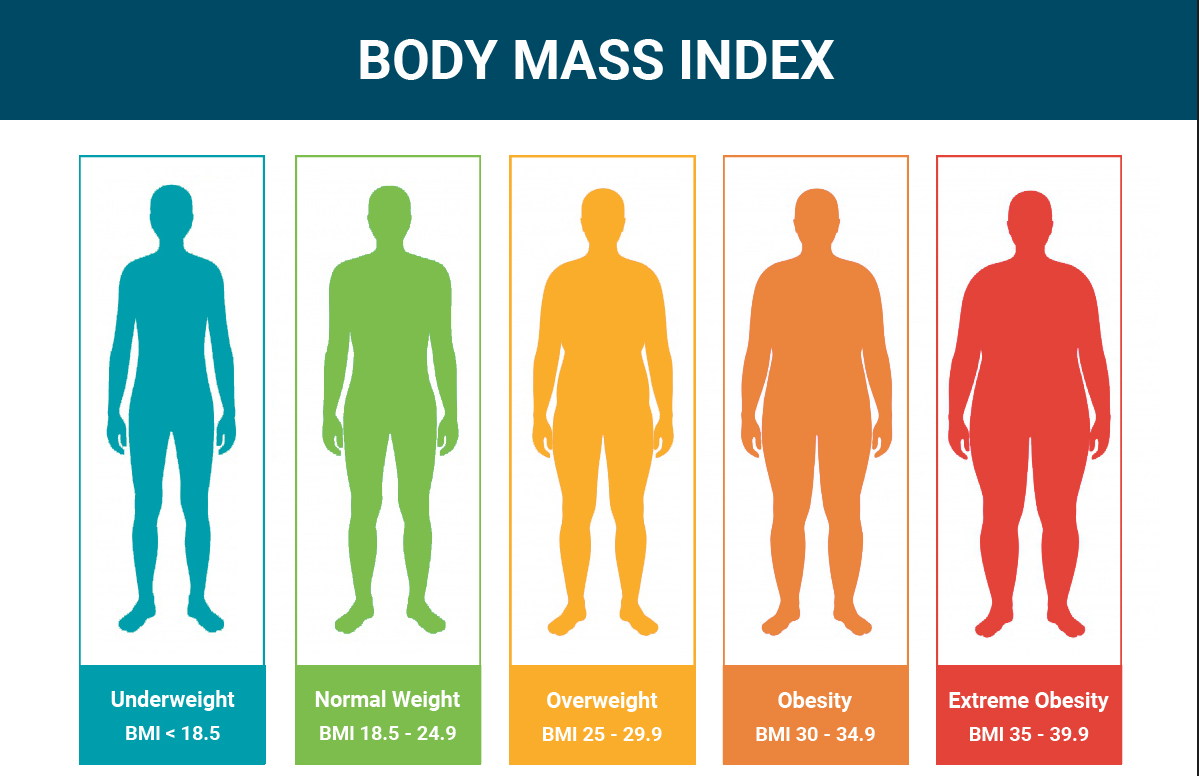 BODY MASS INDEX
Underweight
BMI < 18.5
Normal Weight
BMI 18.5 - 24.9
Overweight
BMI 25 - 29.9
Obesity
BMI 30 - 34.9
Extreme Obesity
BMI 35 - 39.9